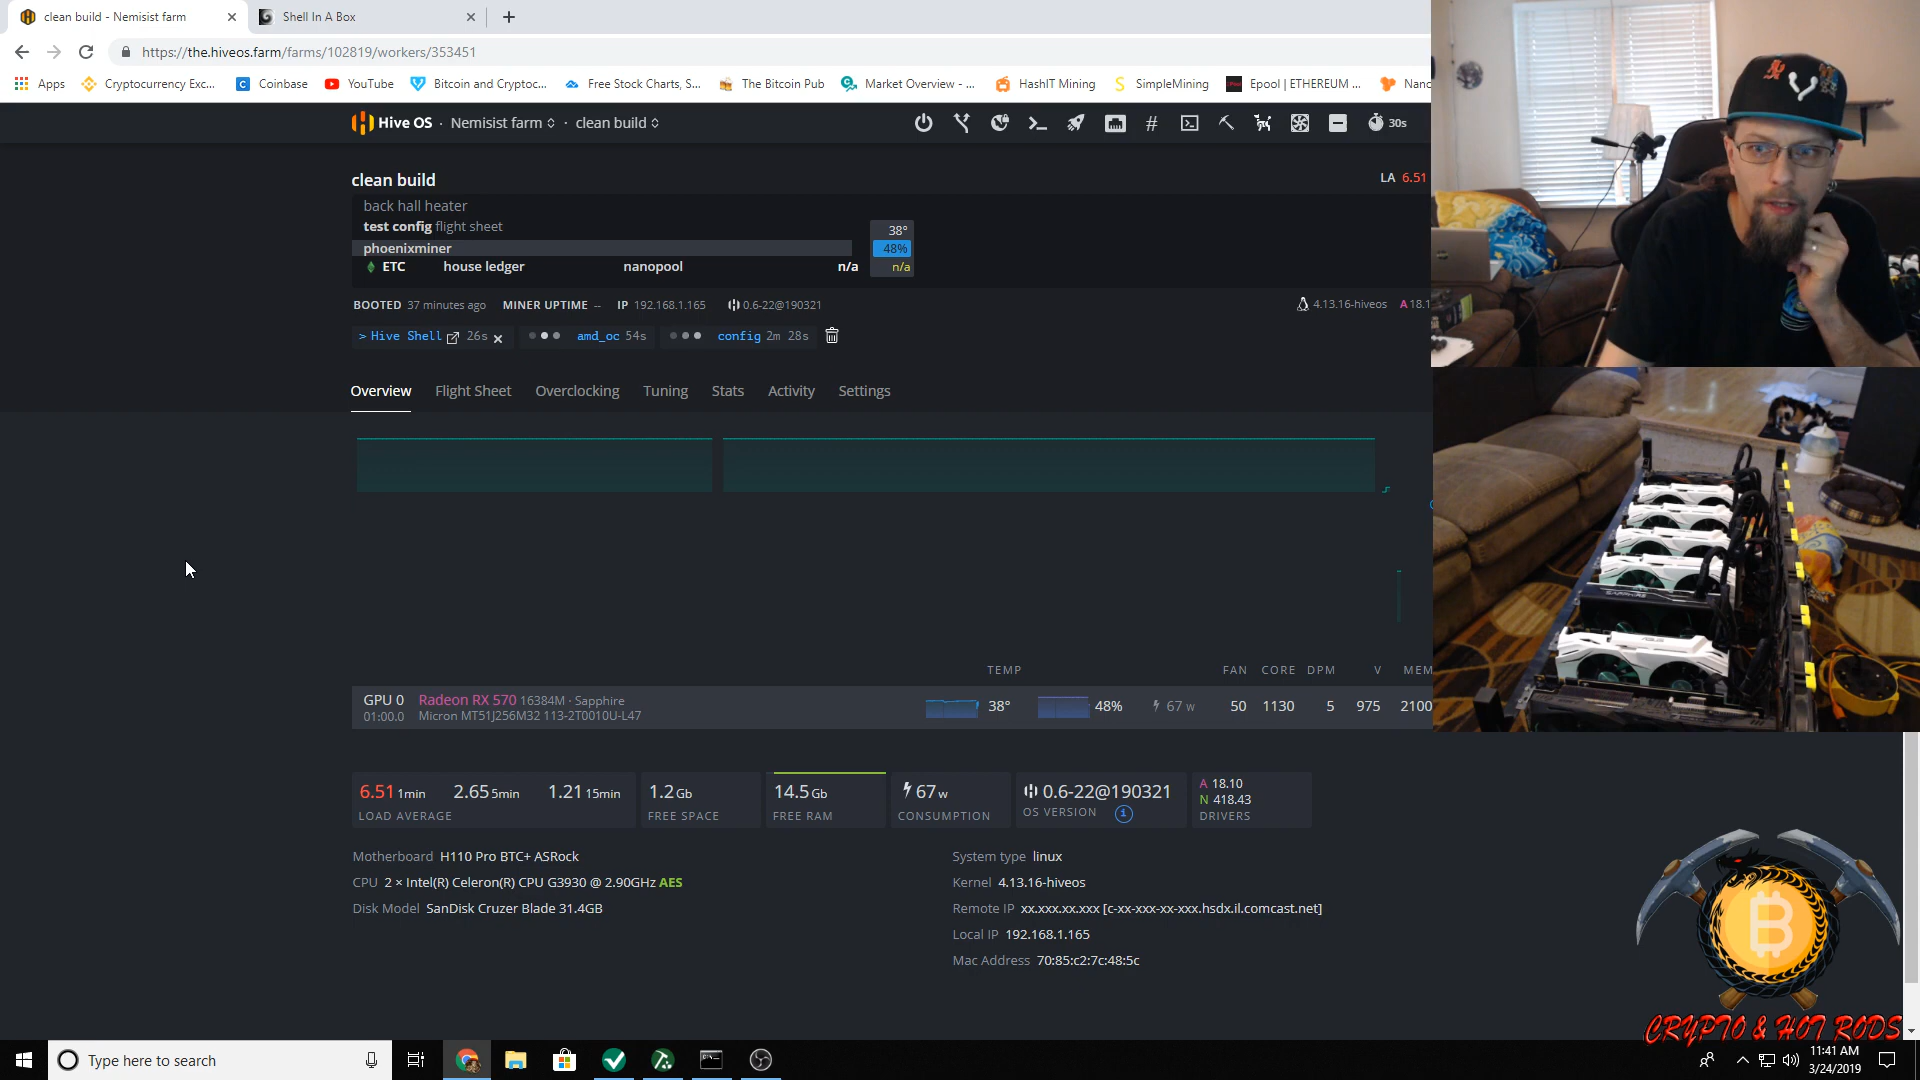 clean build - Nemisist farm
Shell In A Box
https://the.hiveos.farm/farms/102819/workers/353451
Apps Cryptocurrency Exc... Coinbase YouTube Bitcoin and Cryptoc... Free Stock Charts, S... The Bitcoin Pub Market Overview - ... HashIT Mining SimpleMining Epool | ETHEREUM ... Nano
Hive OS · Nemisist farm · clean build
30s
clean build
LA 6.51
back hall heater
test config flight sheet
38°
phoenixminer
48%
ETC house ledger nanopool n/a
n/a
BOOTED 37 minutes ago MINER UPTIME -- IP 192.168.1.165 0.6-22@190321
4.13.16-hiveos A 18.1
> Hive Shell 26s × amd_oc 54s config 2m 28s
Overview Flight Sheet Overclocking Tuning Stats Activity Settings
TEMP FAN CORE DPM V MEM
GPU 0 Radeon RX 570 16384M · Sapphire
01:00.0 Micron MT51J256M32 113-2T0010U-L47
38° 48% 67 w 50 1130 5 975 2100
6.51 1min 2.65 5min 1.21 15min
LOAD AVERAGE
1.2 Gb
FREE SPACE
14.5 Gb
FREE RAM
67 w
CONSUMPTION
0.6-22@190321
OS VERSION
A 18.10
N 418.43
DRIVERS
Motherboard H110 Pro BTC+ ASRock
CPU 2 × Intel(R) Celeron(R) CPU G3930 @ 2.90GHz AES
Disk Model SanDisk Cruzer Blade 31.4GB
System type linux
Kernel 4.13.16-hiveos
Remote IP xx.xxx.xx.xxx [c-xx-xxx-xx-xxx.hsdx.il.comcast.net]
Local IP 192.168.1.165
Mac Address 70:85:c2:7c:48:5c
SAPPHIRE
ASUS
CRYPTO & HOT RODS
Type here to search
11:41 AM
3/24/2019